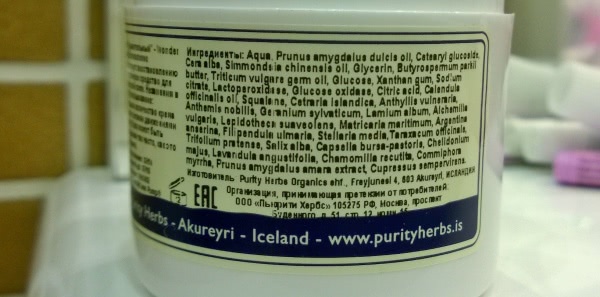 Ингредиенты: Aqua, Prunus amygdalus dulcis oil, Cetearyl glucoside,
Cera alba, Simmondsia chinensis oil, Glycerin, Butyrospermum parkii
butter, Triticum vulgare germ oil, Glucose, Xanthan gum, Sodium
citrate, Lactoperoxidase, Glucose oxidase, Citric acid, Calendula
officinalis oil, Squalane, Cetraria islandica, Anthyllis vulneraria,
Anthemis nobilis, Geranium sylvaticum, Lamium album, Alchemilla
vulgaris, Lepidotheca suaveolens, Matricaria maritimum, Argentina
anserina, Filipendula ulmaria, Stellaria media, Taraxacum officinale,
Trifolium pratense, Salix alba, Capsella bursa-pastoris, Chelidonium
majus, Lavandula angustifolia, Chamomilla recutita, Commiphora
myrrha, Prunus amygdalus amara extract, Cupressus sempervirens.
Изготовитель Purity Herbs Organics ehf., Freyjunesi 4, 603 Akureyri, ИСЛАНДИЯ
EAC
Организация, принимающая претензии от потребителей:
ООО «Пьюрити Хербс» 105275 РФ, Москва, проспект
Буденного
Herbs - Akureyri - Iceland - www.purityherbs.is